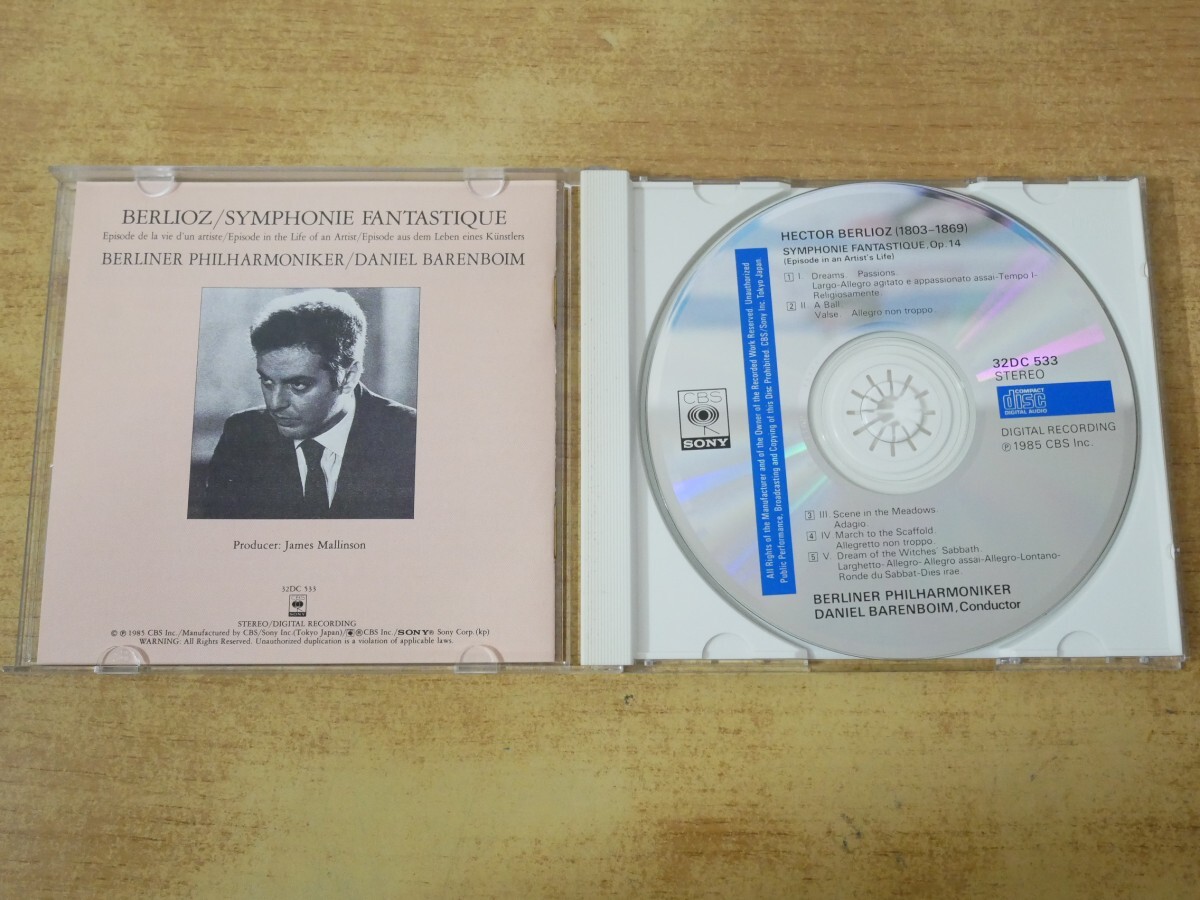 BERLIOZ/SYMPHONIE FANTASTIQUE
Episode de la vie d'un artiste/Episode in the Life of an Artist/Episode aus dem Leben eines Künstlers
BERLINER PHILHARMONIKER/DANIEL BARENBOIM
Producer: James Mallinson
32DC 533
SONY
STEREO/DIGITAL RECORDING
© ℗ 1985 CBS Inc./Manufactured by CBS/Sony Inc.(Tokyo Japan)/®CBS Inc./SONY® Sony Corp. (kp)
WARNING: All Rights Reserved. Unauthorized duplication is a violation of applicable laws.
HECTOR BERLIOZ (1803-1869)
SYMPHONIE FANTASTIQUE, Op. 14
(Episode in an Artist's Life)
1 I Dreams. Passions.
Largo-Allegro agitato e appassionato assai-Tempo I-
Religiosamente
2 II A Ball
Valse Allegro non troppo.
All Rights of the Manufacturer and of the Owner of the Recorded Work Reserved. Unauthorized
Public Performance, Broadcasting and Copying of this Disc Prohibited. CBS/Sony Inc. Tokyo Japan
CBS
SONY
32DC 533
STEREO
COMPACT
disc
DIGITAL AUDIO
DIGITAL RECORDING
℗ 1985 CBS Inc.
3 III. Scene in the Meadows.
Adagio.
4 IV March to the Scaffold.
Allegretto non troppo.
5 V. Dream of the Witches' Sabbath.
Larghetto-Allegro-Allegro assai-Allegro-Lontano-
Ronde du Sabbat-Dies irae.
BERLINER PHILHARMONIKER
DANIEL BARENBOIM, Conductor